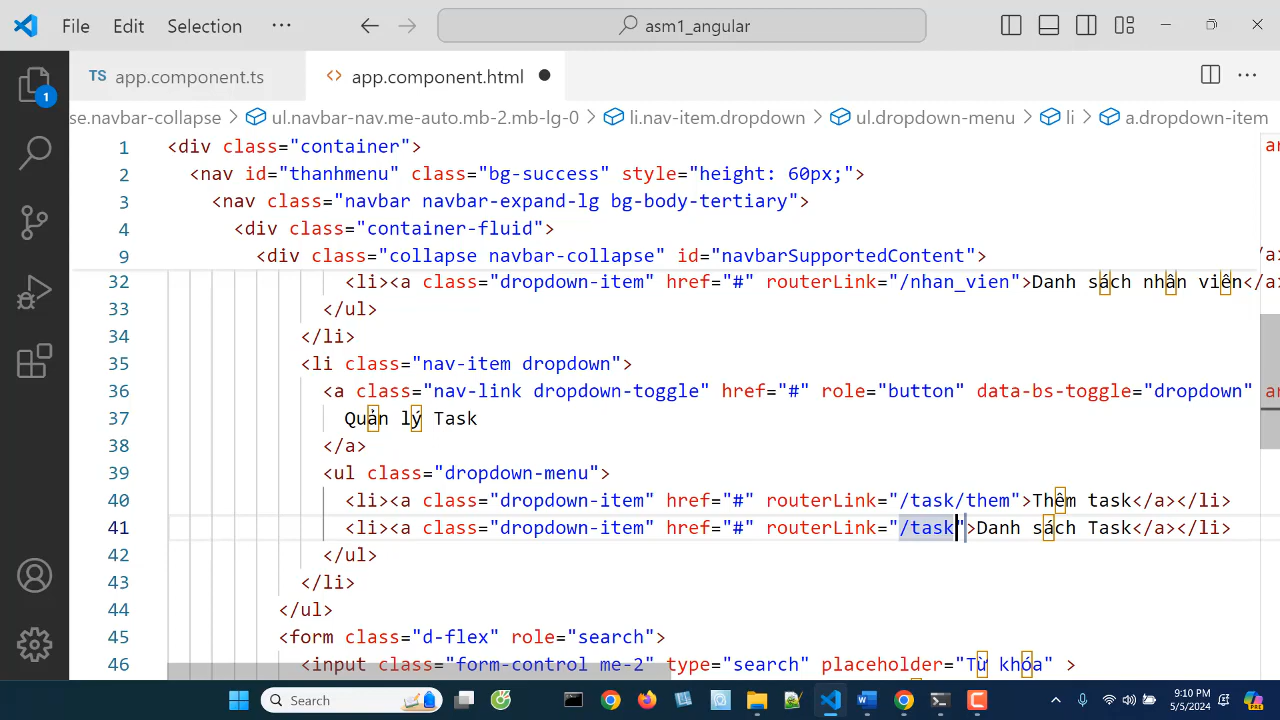 File Edit Selection ··· asm1_angular
TS app.component.ts <> app.component.html ●
se.navbar-collapse > ul.navbar-nav.me-auto.mb-2.mb-lg-0 > li.nav-item.dropdown > ul.dropdown-menu > li > a.dropdown-item
1 <div class="container">
2 <nav id="thanhmenu" class="bg-success" style="height: 60px;">
3 <nav class="navbar navbar-expand-lg bg-body-tertiary">
4 <div class="container-fluid">
9 <div class="collapse navbar-collapse" id="navbarSupportedContent">
32 <li><a class="dropdown-item" href="#" routerLink="/nhan_vien">Danh sách nhân viên</a>
33 </ul>
34 </li>
35 <li class="nav-item dropdown">
36 <a class="nav-link dropdown-toggle" href="#" role="button" data-bs-toggle="dropdown" ar
37 Quản lý Task
38 </a>
39 <ul class="dropdown-menu">
40 <li><a class="dropdown-item" href="#" routerLink="/task/them">Thêm task</a></li>
41 <li><a class="dropdown-item" href="#" routerLink="/task">Danh sách Task</a></li>
42 </ul>
43 </li>
44 </ul>
45 <form class="d-flex" role="search">
46 <input class="form-control me-2" type="search" placeholder="Từ khóa" >
1
Search
9:10 PM
5/5/2024